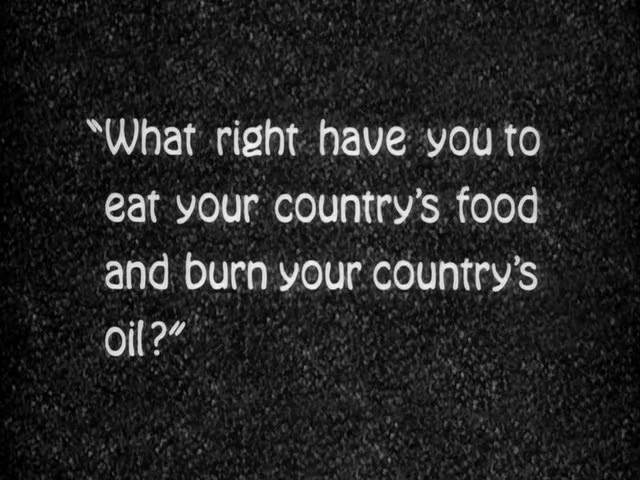 “What right have you to
eat your country’s food
and burn your country’s
oil?”